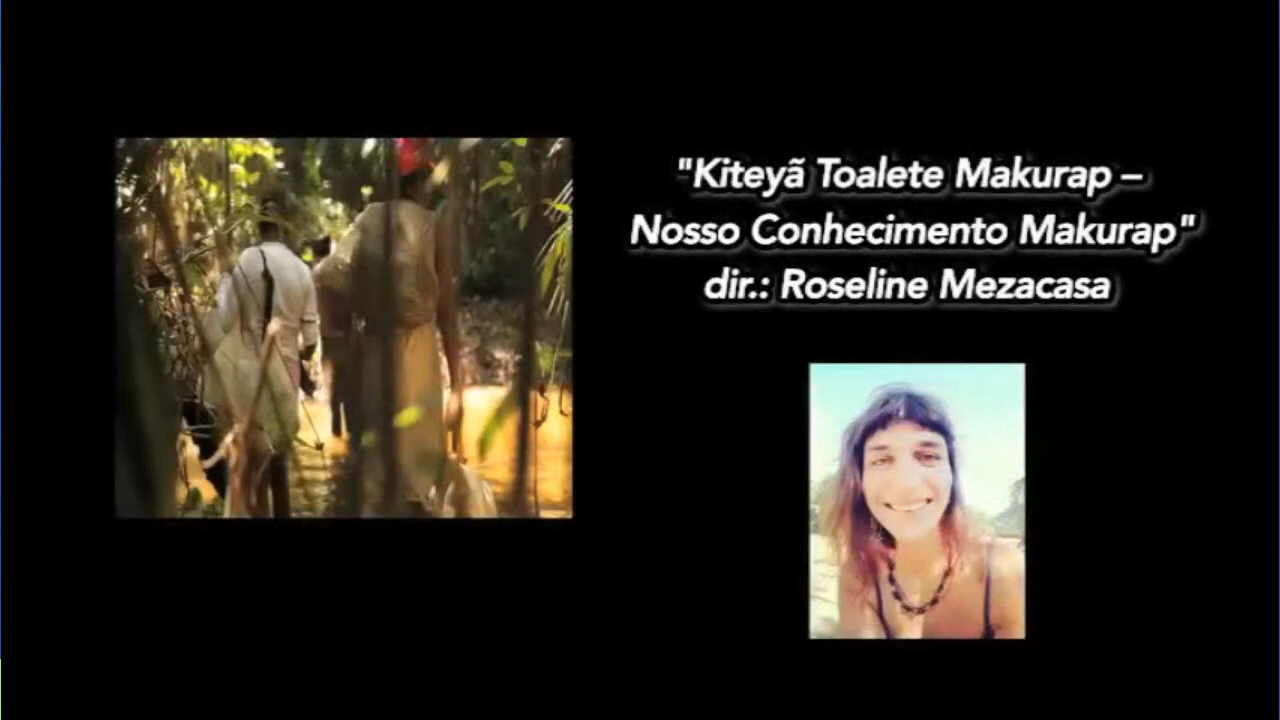 "Kiteyã Toalete Makurap –
Nosso Conhecimento Makurap"
dir.: Roseline Mezacasa